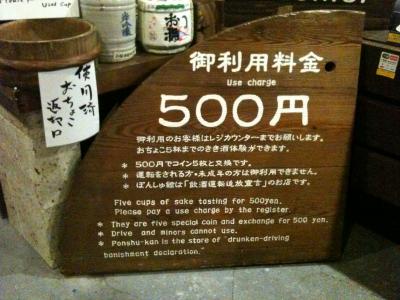 Used Cup
使用済
おちょこ
返却口
御利用料金
Use charge
500円
御利用のお客様はレジカウンターまでお願いします。
おちょこ5杯までのきき酒体験ができます。
* 500円でコイン5枚と交換です。
* 運転をされる方・未成年の方は御利用できません。
* ぽんしゅ館は「飲酒運転追放宣言」のお店です。
Five cups of sake tasting for 500yen.
Please pay a use charge by the register.
* They are five special coin and exchange for 500 yen.
* Drive and minors cannot use.
* Ponshu-kan is the store of "drunken-driving
banishment declaration."